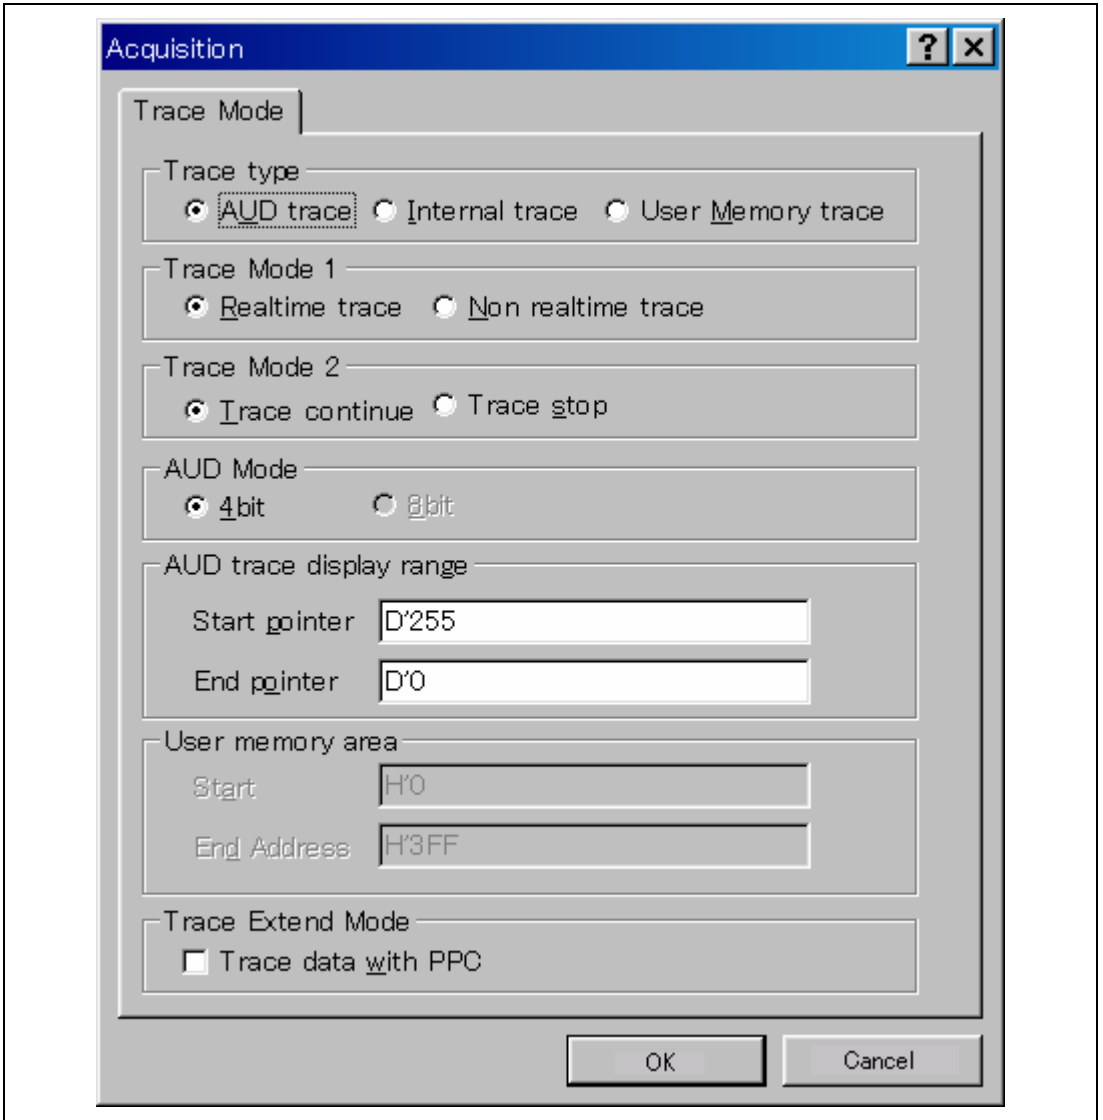 Acquisition
Trace Mode
Trace type
AUD trace Internal trace User Memory trace
Trace Mode 1
Realtime trace Non realtime trace
Trace Mode 2
Trace continue Trace stop
AUD Mode
4bit 8bit
AUD trace display range
Start pointer D'255
End pointer D'0
User memory area
Start H'0
End Address H'3FF
Trace Extend Mode
Trace data with PPC
OK Cancel